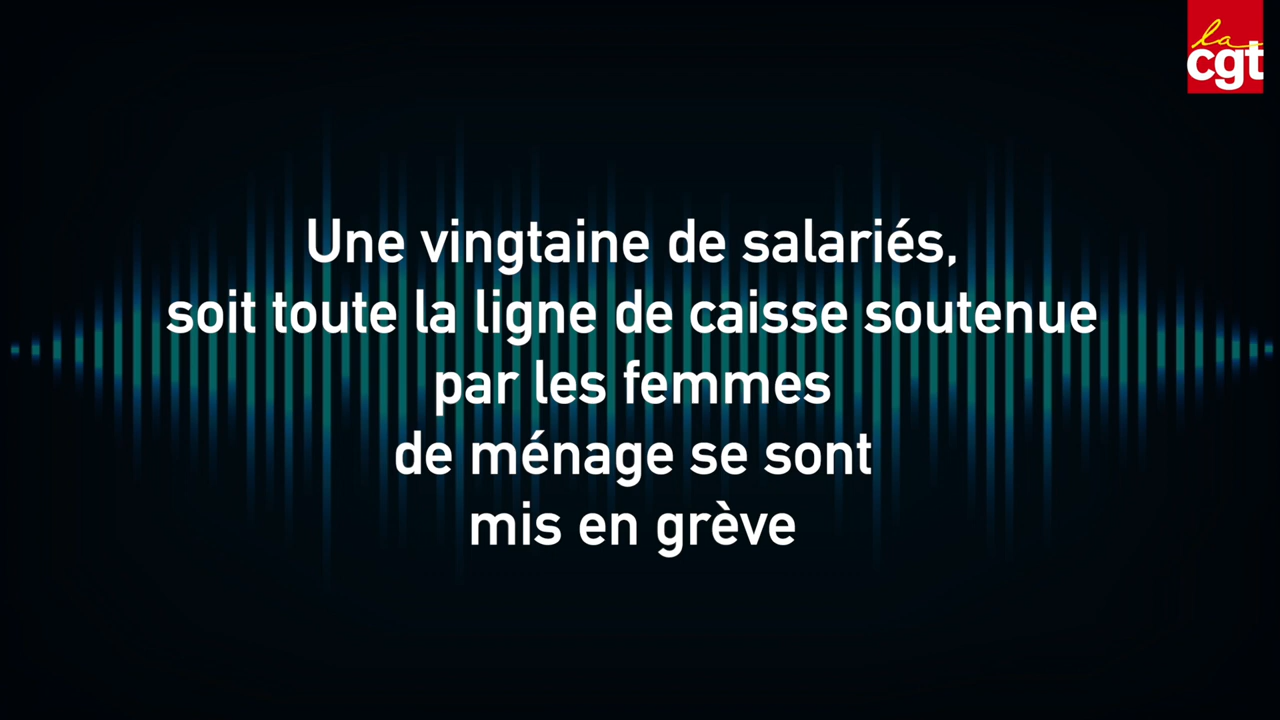 la
cgt
Une vingtaine de salariés,
soit toute la ligne de caisse soutenue
par les femmes
de ménage se sont
mis en grève